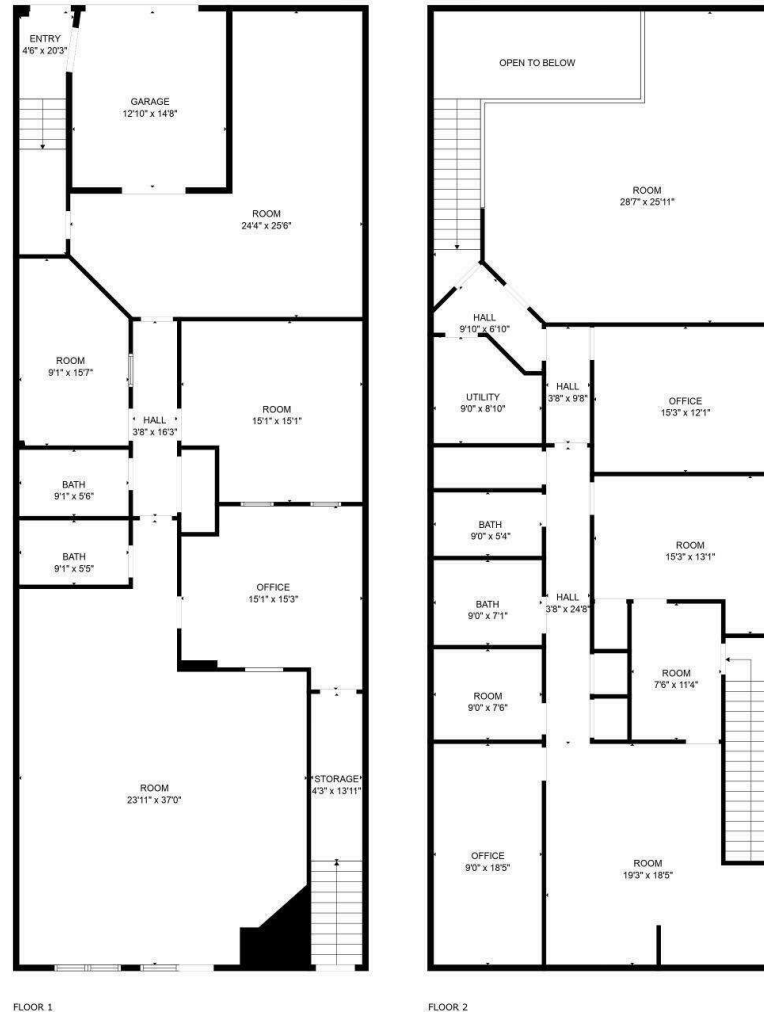 ENTRY
4'6" x 20'3"
GARAGE
12'10" x 14'8"
ROOM
24'4" x 25'6"
ROOM
9'1" x 15'7"
HALL
3'8" x 16'3"
ROOM
15'1" x 15'1"
BATH
9'1" x 5'6"
BATH
9'1" x 5'5"
OFFICE
15'1" x 15'3"
ROOM
23'11" x 37'0"
STORAGE
4'3" x 13'11"
FLOOR 1
OPEN TO BELOW
ROOM
28'7" x 25'11"
HALL
9'10" x 6'10"
UTILITY
9'0" x 8'10"
HALL
3'8" x 9'8"
OFFICE
15'3" x 12'1"
BATH
9'0" x 5'4"
ROOM
15'3" x 13'1"
BATH
9'0" x 7'1"
HALL
3'8" x 24'8"
ROOM
9'0" x 7'6"
ROOM
7'6" x 11'4"
OFFICE
9'0" x 18'5"
ROOM
19'3" x 18'5"
FLOOR 2